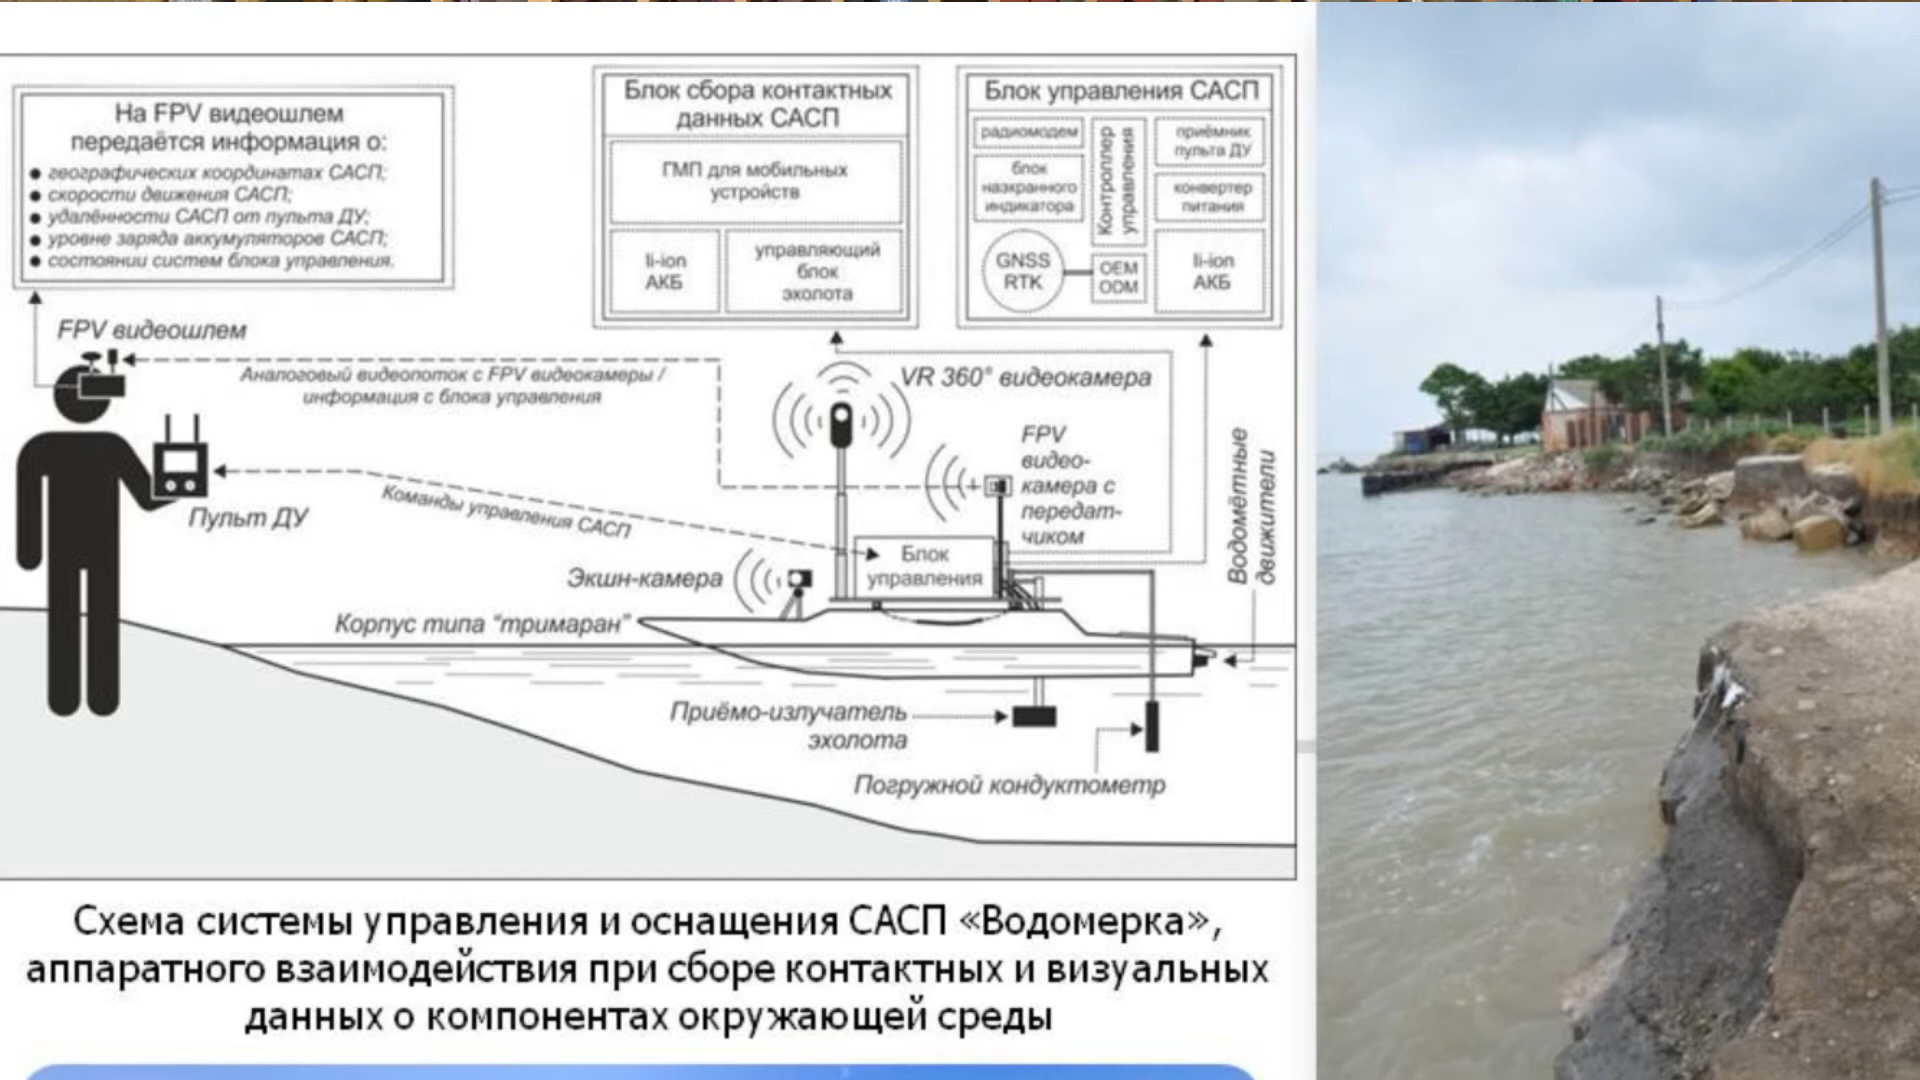 На FPV видеошлем
передаётся информация о:
● географических координатах САСП;
● скорости движения САСП;
● удалённости САСП от пульта ДУ;
● уровне заряда аккумуляторов САСП;
● состоянии систем блока управления.
Блок сбора контактных
данных САСП
ГМП для мобильных
устройств
li-ion
АКБ
управляющий
блок
эхолота
Блок управления САСП
радиомодем
блок
назкранного
индикатора
Контроллер
управления
приёмник
пульта ДУ
конвертер
питания
GNSS
RTK
OEM
ODM
li-ion
АКБ
FPV видеошлем
Аналоговый видеопоток с FPV видеокамеры /
информация с блока управления
VR 360° видеокамера
FPV
видео-
камера с
передат-
чиком
Водомётные
движители
Пульт ДУ
Команды управления САСП
Блок
управления
Экшн-камера
Корпус типа “тримаран”
Приёмо-излучатель
эхолота
Погружной кондуктометр
Схема системы управления и оснащения САСП «Водомерка»,
аппаратного взаимодействия при сборе контактных и визуальных
данных о компонентах окружающей среды